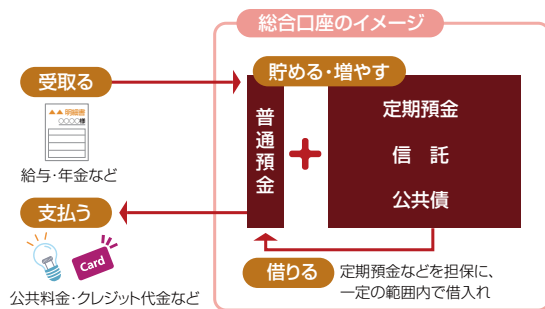 総合口座のイメージ
受取る
▲▲明細書
○○○○様
給与・年金など
支払う
Card
公共料金・クレジット代金など
貯める・増やす
普通預金
+
定期預金
信 託
公共債
借りる
定期預金などを担保に、
一定の範囲内で借入れ